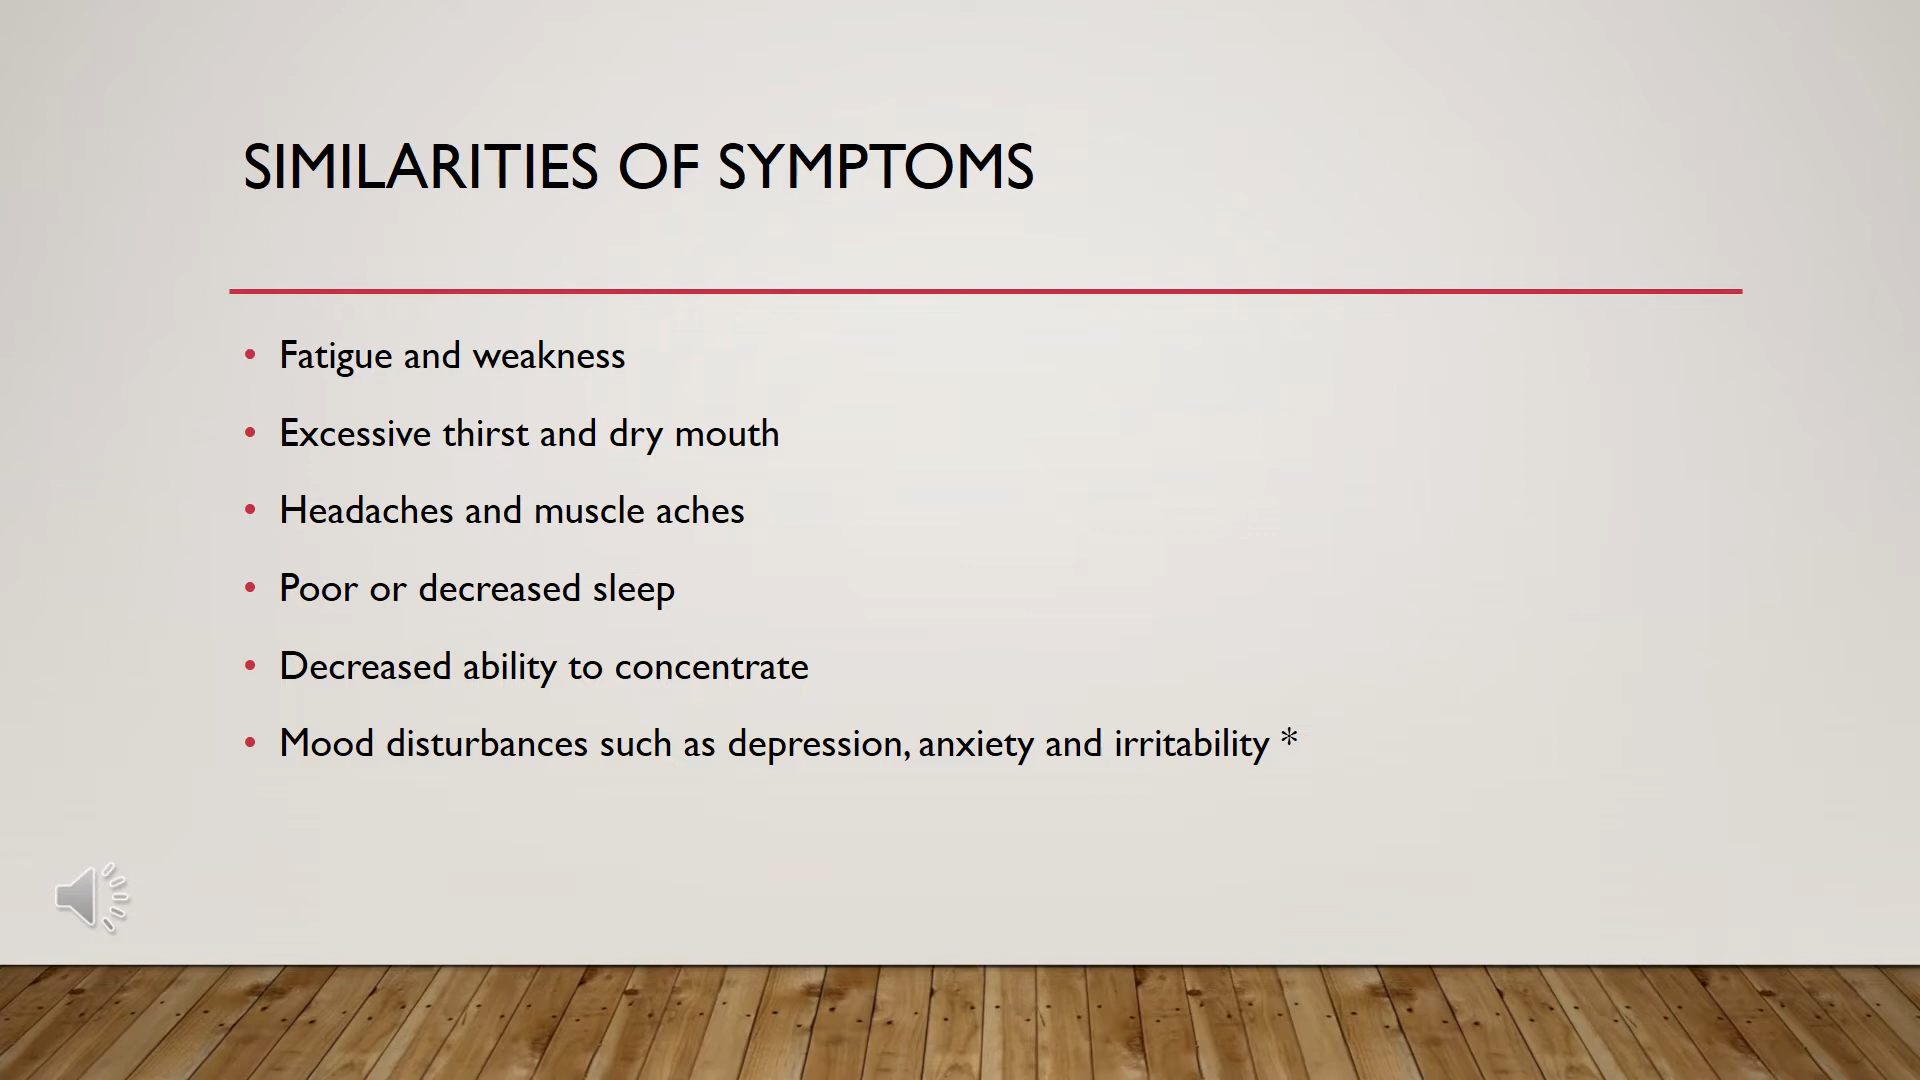 SIMILARITIES OF SYMPTOMS
• Fatigue and weakness
• Excessive thirst and dry mouth
• Headaches and muscle aches
• Poor or decreased sleep
• Decreased ability to concentrate
• Mood disturbances such as depression, anxiety and irritability *